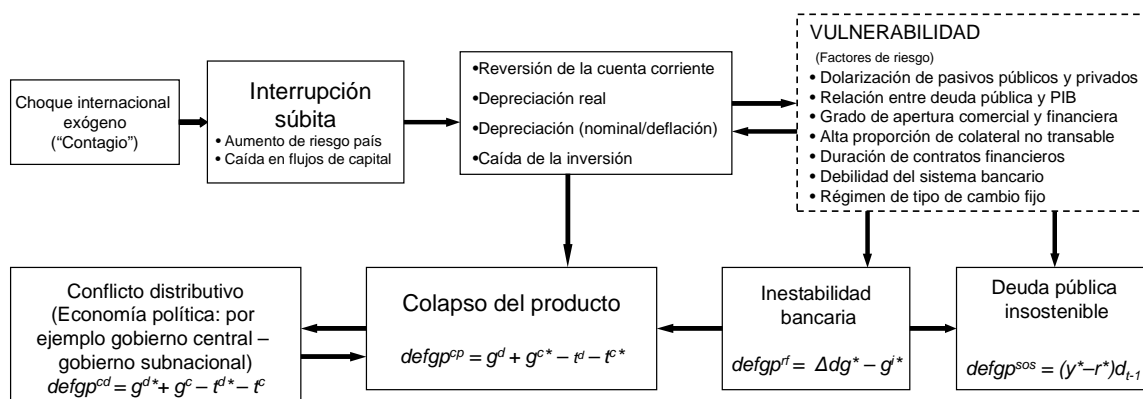 Choque internacional
exógeno
(“Contagio”)
Interrupción
súbita
• Aumento de riesgo país
• Caída en flujos de capital
•Reversión de la cuenta corriente
•Depreciación real
•Depreciación (nominal/deflación)
•Caída de la inversión
VULNERABILIDAD
(Factores de riesgo)
• Dolarización de pasivos públicos y privados
• Relación entre deuda pública y PIB
• Grado de apertura comercial y financiera
• Alta proporción de colateral no transable
• Duración de contratos financieros
• Debilidad del sistema bancario
• Régimen de tipo de cambio fijo
Conflicto distributivo
(Economía política: por
ejemplo gobierno central –
gobierno subnacional)
defgp^cd = g^d* + g^c – t^d* – t^c
Colapso del producto
defgp^cp = g^d + g^c* – t^d – t^c*
Inestabilidad
bancaria
defgp^rf = Δdg* – g^i*
Deuda pública
insostenible
defgp^sos = (y*–r*)d_t-1